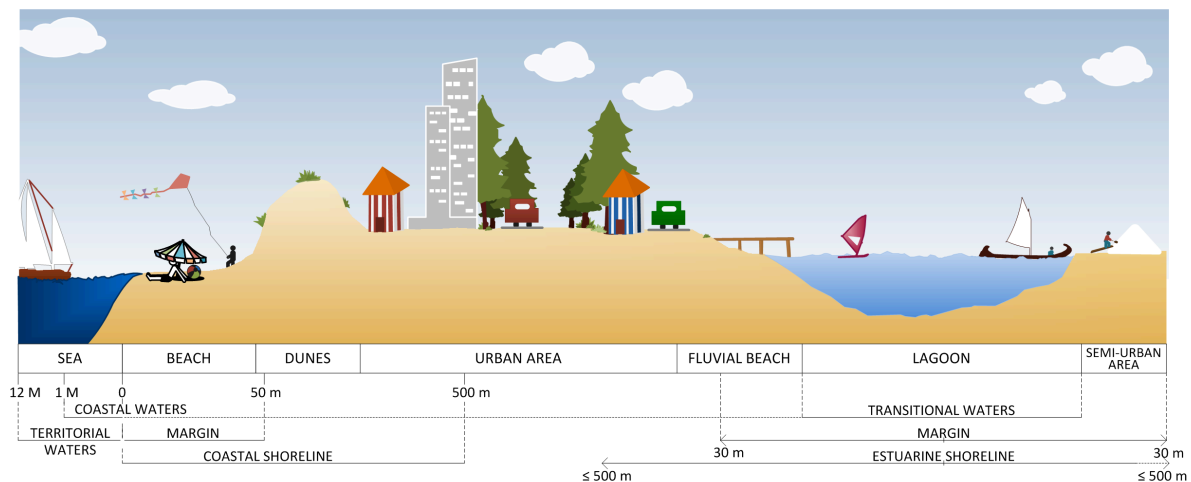 SEA
BEACH
DUNES
URBAN AREA
FLUVIAL BEACH
LAGOON
SEMI-URBAN
AREA
12 M
1 M
0
50 m
500 m
COASTAL WATERS
TRANSITIONAL WATERS
TERRITORIAL
WATERS
MARGIN
MARGIN
30 m
30 m
COASTAL SHORELINE
ESTUARINE SHORELINE
≤ 500 m
≤ 500 m